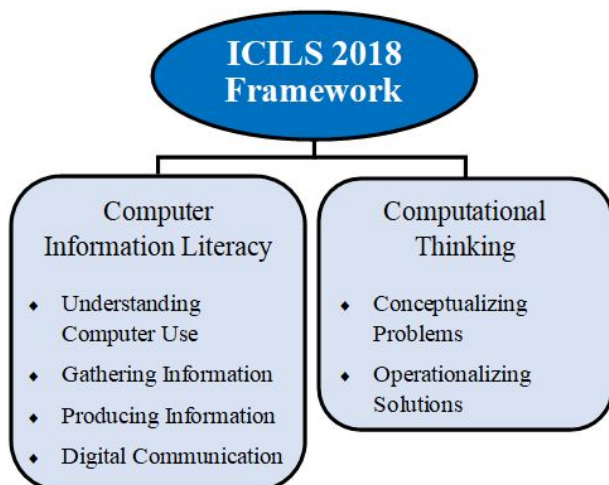 ICILS 2018
Framework
Computer
Information Literacy
⬥ Understanding
Computer Use
⬥ Gathering Information
⬥ Producing Information
⬥ Digital Communication
Computational
Thinking
⬥ Conceptualizing
Problems
⬥ Operationalizing
Solutions